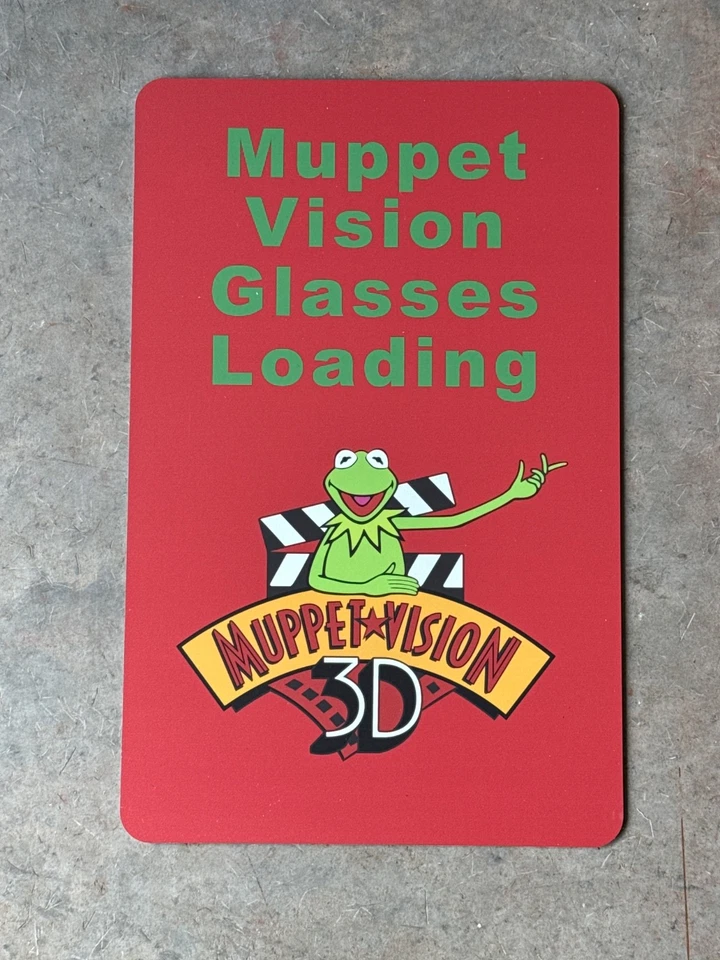 Muppet
Vision
Glasses
Loading
MUPPET★VISION
3D